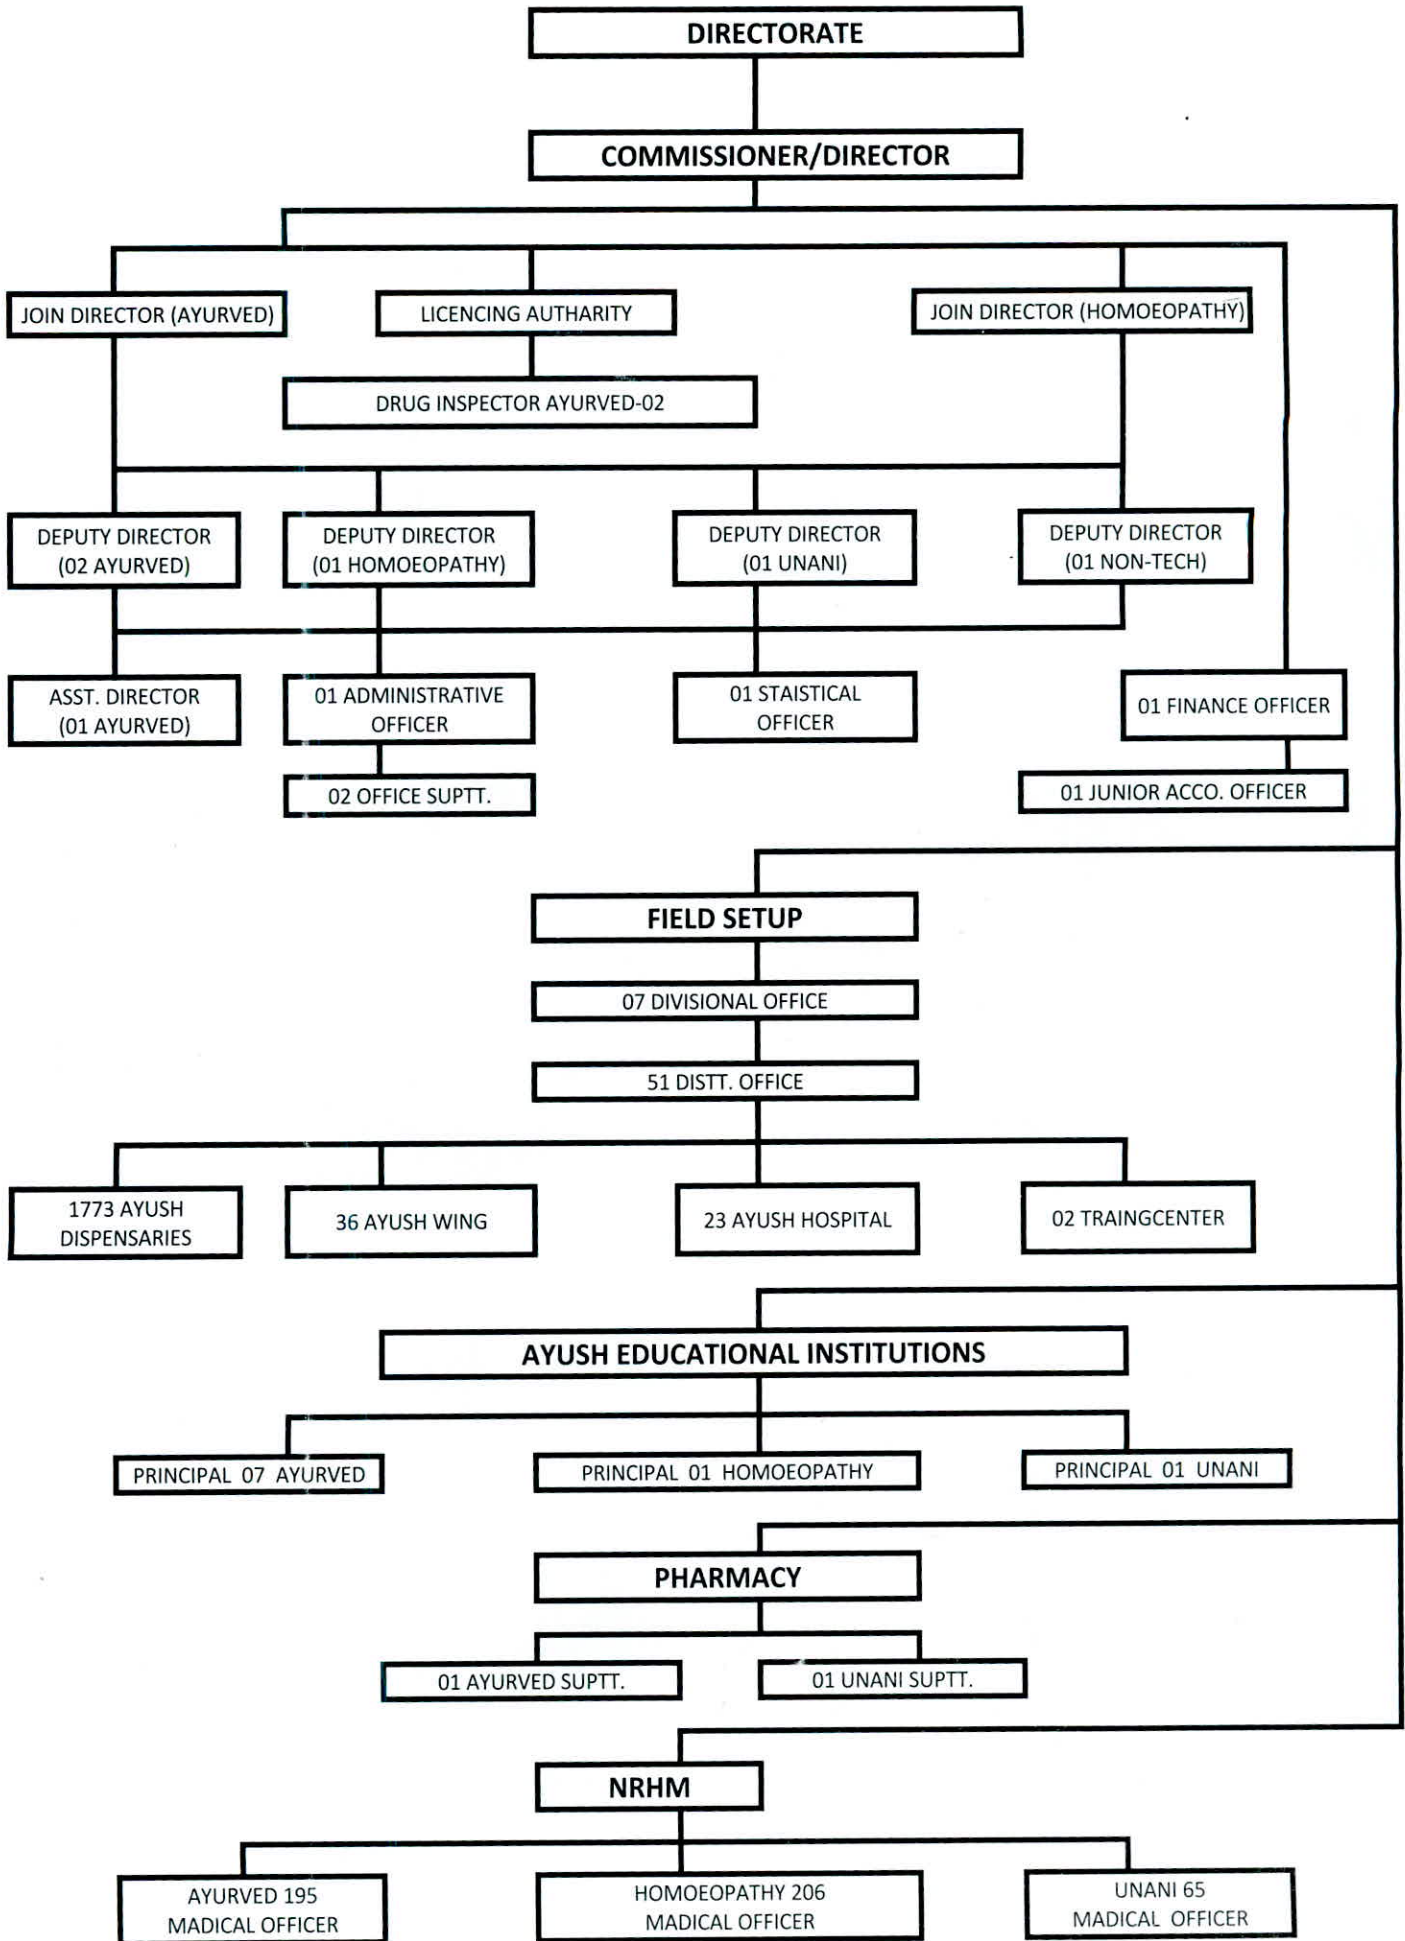 DIRECTORATE
COMMISSIONER/DIRECTOR
JOIN DIRECTOR (AYURVED)
LICENCING AUTHARITY
JOIN DIRECTOR (HOMOEOPATHY)
DRUG INSPECTOR AYURVED-02
DEPUTY DIRECTOR
(02 AYURVED)
DEPUTY DIRECTOR
(01 HOMOEOPATHY)
DEPUTY DIRECTOR
(01 UNANI)
DEPUTY DIRECTOR
(01 NON-TECH)
ASST. DIRECTOR
(01 AYURVED)
01 ADMINISTRATIVE
OFFICER
01 STAISTICAL
OFFICER
01 FINANCE OFFICER
02 OFFICE SUPTT.
01 JUNIOR ACCO. OFFICER
FIELD SETUP
07 DIVISIONAL OFFICE
51 DISTT. OFFICE
1773 AYUSH
DISPENSARIES
36 AYUSH WING
23 AYUSH HOSPITAL
02 TRAINGCENTER
AYUSH EDUCATIONAL INSTITUTIONS
PRINCIPAL 07 AYURVED
PRINCIPAL 01 HOMOEOPATHY
PRINCIPAL 01 UNANI
PHARMACY
01 AYURVED SUPTT.
01 UNANI SUPTT.
NRHM
AYURVED 195
MADICAL OFFICER
HOMOEOPATHY 206
MADICAL OFFICER
UNANI 65
MADICAL OFFICER